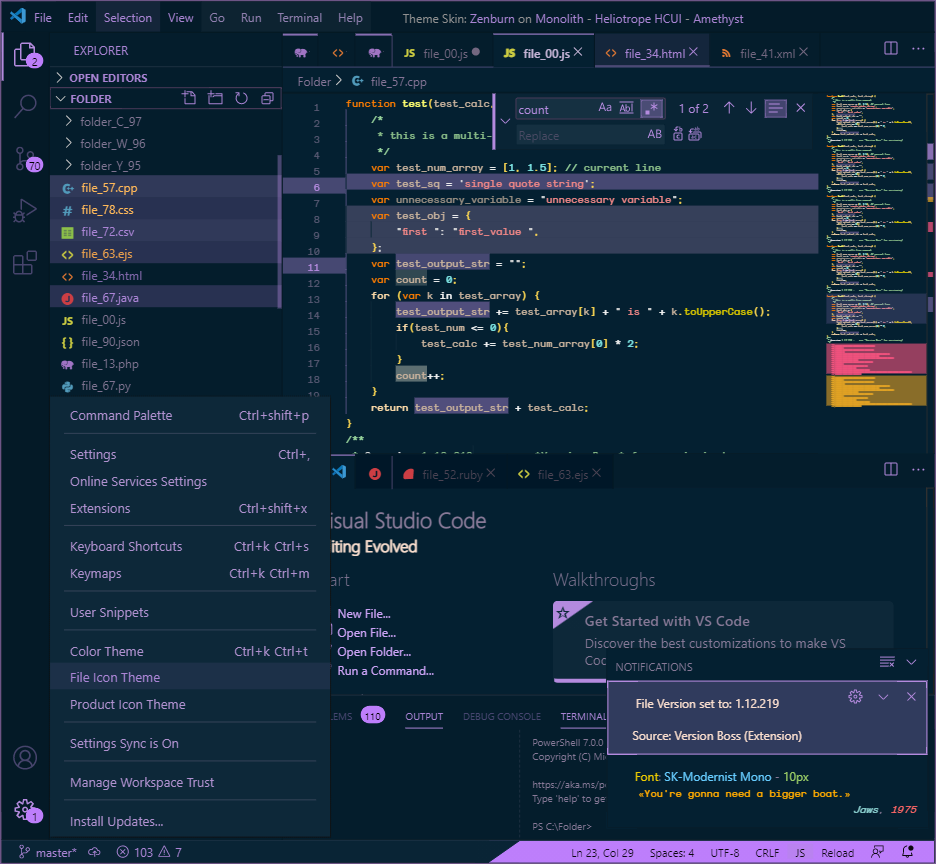 File Edit Selection View Go Run Terminal Help Theme Skin: Zenburn on Monolith - Heliotrope HCUI - Amethyst
2
EXPLORER
JS file_00.js
JS file_00.js
file_34.html
file_41.xml
OPEN EDITORS
FOLDER
Folder > file_57.cpp
folder_C_97
folder_W_96
folder_Y_95
70
file_57.cpp
# file_78.css
file_72.csv
file_63.ejs
file_34.html
file_67.java
JS file_00.js
file_90.json
file_13.php
file_67.py
count Aa Abl .* 1 of 2
Replace AB
1 function test(test_calc,
2 /*
3 * this is a multi-
4 */
5 var test_num_array = [1, 1.5]; // current line
6 var test_sq = 'single quote string';
7 var unnecessary_variable = "unnecessary variable";
8 var test_obj = {
9 "first ": "first_value ",
10 };
11 var test_output_str = "";
12 var count = 0;
13 for (var k in test_array) {
14 test_output_str += test_array[k] + " is " + k.toUpperCase();
15 if(test_num <= 0){
16 test_calc += test_num_array[0] * 2;
17 }
18 count++;
19 }
return test_output_str + test_calc;
}
/**
Command Palette Ctrl+shift+p
Settings Ctrl+,
Online Services Settings
Extensions Ctrl+shift+x
Keyboard Shortcuts Ctrl+k Ctrl+s
Keymaps Ctrl+k Ctrl+m
User Snippets
Color Theme Ctrl+k Ctrl+t
File Icon Theme
Product Icon Theme
Settings Sync is On
Manage Workspace Trust
Install Updates...
1
file_52.ruby
file_63.ejs
isual Studio Code
iting Evolved
art
New File...
Open File...
Open Folder...
Run a Command...
Walkthroughs
Get Started with VS Code
Discover the best customizations to make VS
Cod
NOTIFICATIONS
File Version set to: 1.12.219
Source: Version Boss (Extension)
LEMS 110 OUTPUT DEBUG CONSOLE TERMINAL
PowerShell 7.0.0
Copyright (C) Mi
https://aka.ms/p
Type 'help' to ge
PS C:\Folder>
Font: SK-Modernist Mono - 10px
«You're gonna need a bigger boat.»
Jaws, 1975
master* 103 7 Ln 23, Col 29 Spaces: 4 UTF-8 CRLF JS Reload